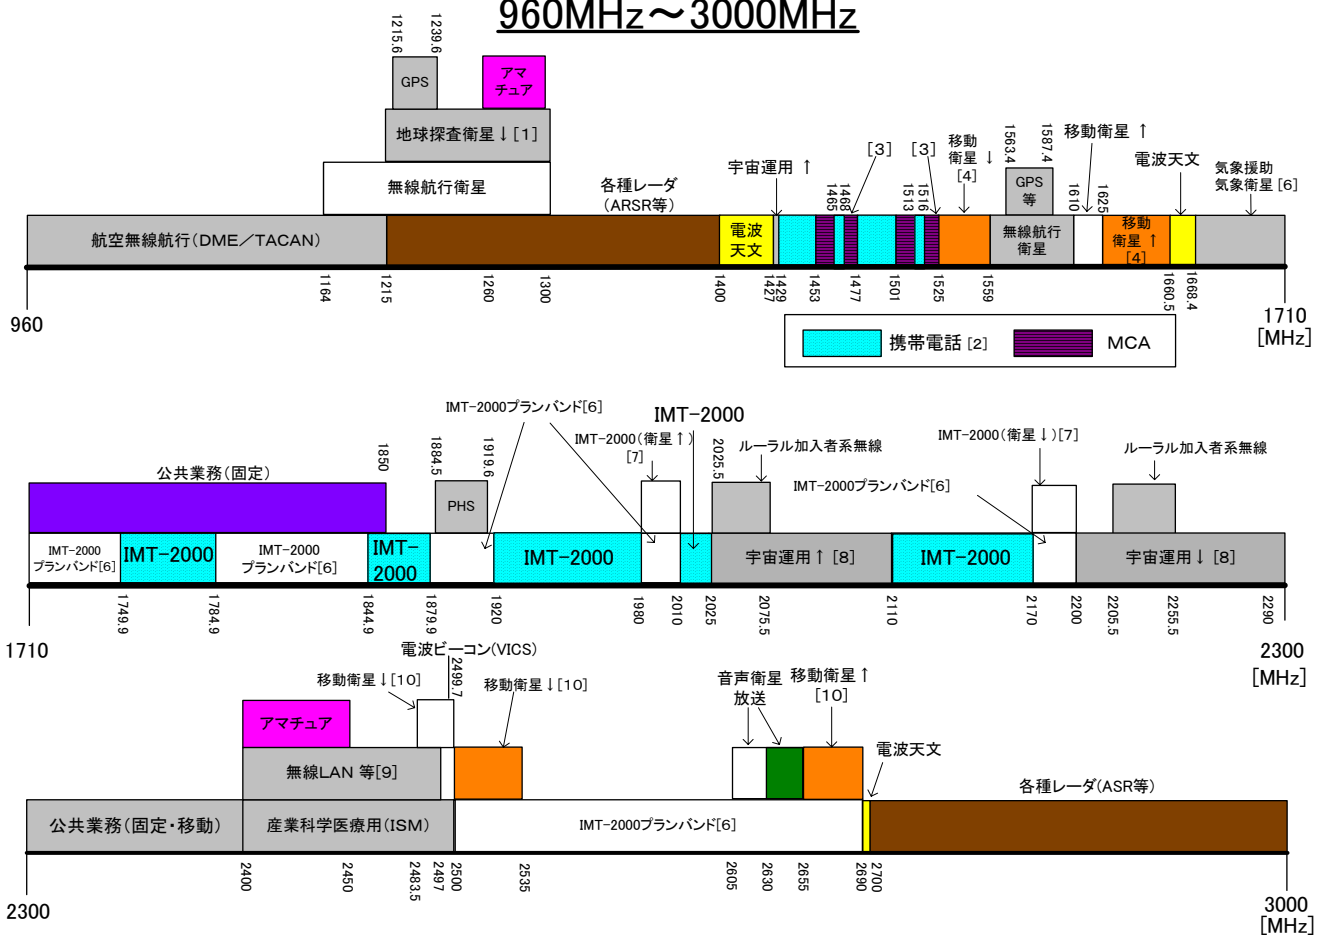 960MHz～3000MHz
1215.6
1239.6
GPS
アマ
チュア
地球探査衛星↓[1]
無線航行衛星
各種レーダ
(ARSR等)
宇宙運用 ↑
[3]
[3]
移動
衛星 ↓
[4]
1563.4
1587.4
移動衛星 ↑
電波天文
気象援助
気象衛星 [6]
1465
1468
1513
1516
GPS
等
1610
1625
航空無線航行(DME／TACAN)
電波
天文
無線航行
衛星
移動
衛星 ↑
[4]
960
1164
1215
1260
1300
1400
1427
1429
1453
1477
1501
1525
1559
1660.5
1668.4
1710
[MHz]
携帯電話 [2]
MCA
IMT-2000プランバンド[6]
IMT-2000
公共業務(固定)
1850
1884.5
1919.6
IMT-2000(衛星↑)
[7]
2025.5
ルーラル加入者系無線
IMT-2000(衛星↓)[7]
IMT-2000プランバンド[6]
ルーラル加入者系無線
PHS
IMT-2000
プランバンド[6]
IMT-2000
IMT-2000
プランバンド[6]
IMT-
2000
IMT-2000
宇宙運用↑ [8]
IMT-2000
宇宙運用↓ [8]
1710
1749.9
1784.9
1844.9
1879.9
1920
1980
2010
2025
2075.5
2110
2170
2200
2205.5
2255.5
2290
2300
[MHz]
電波ビーコン(VICS)
移動衛星↓[10]
2499.7
移動衛星↓[10]
音声衛星
放送
移動衛星↑
[10]
電波天文
アマチュア
無線LAN 等[9]
各種レーダ(ASR等)
公共業務(固定・移動)
産業科学医療用(ISM)
IMT-2000プランバンド[6]
2300
2400
2450
2483.5
2497
2500
2535
2605
2630
2655
2690
2700
3000
[MHz]